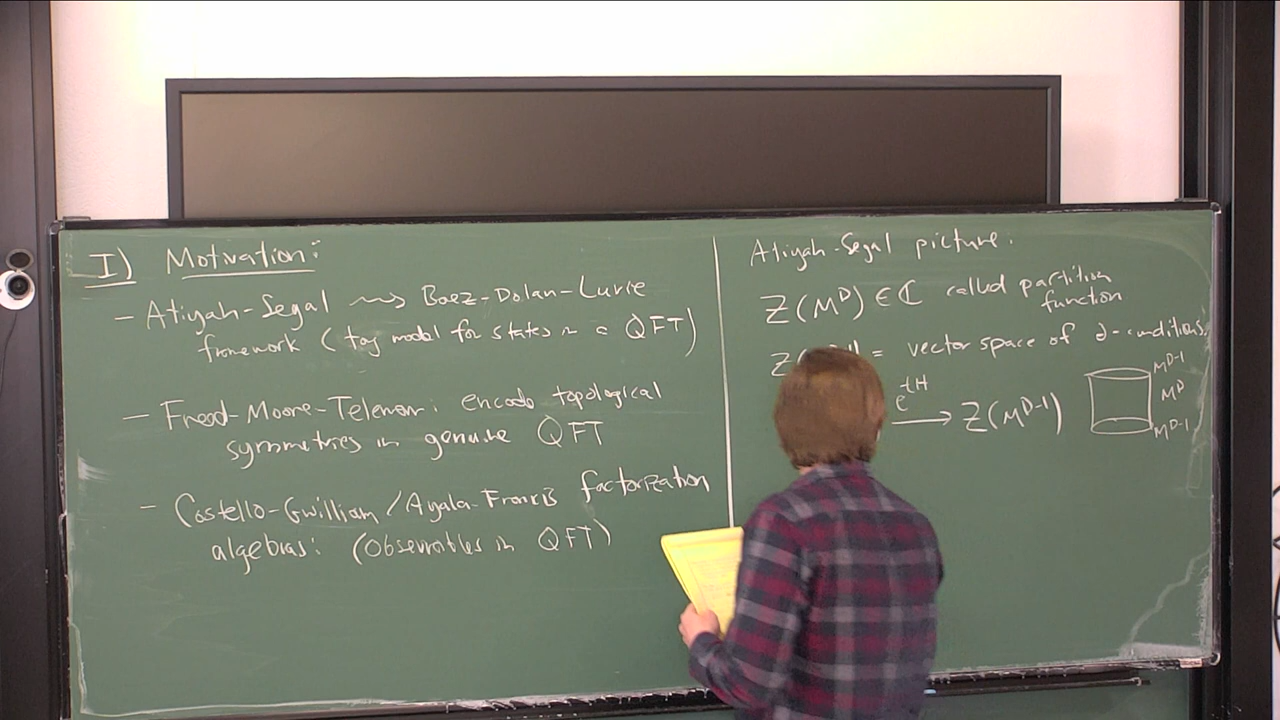 I) Motivation:
- Atiyah-Segal ⇝ Baez-Dolan-Lurie
framework (toy model for states in a QFT)
- Freed-Moore-Teleman: encode topological
symmetries in genuine QFT
- Costello-Gwilliam/Ayala-Francis factorization
algebras: (Observables in QFT)
Atiyah-Segal picture.
Z(M^D) ∈ ℂ called partition
function
Z( = vector space of ∂-conditions.
e^{-tH}
⟶ Z(M^{D-1})
M^{D-1}
M^D
M^{D-1}